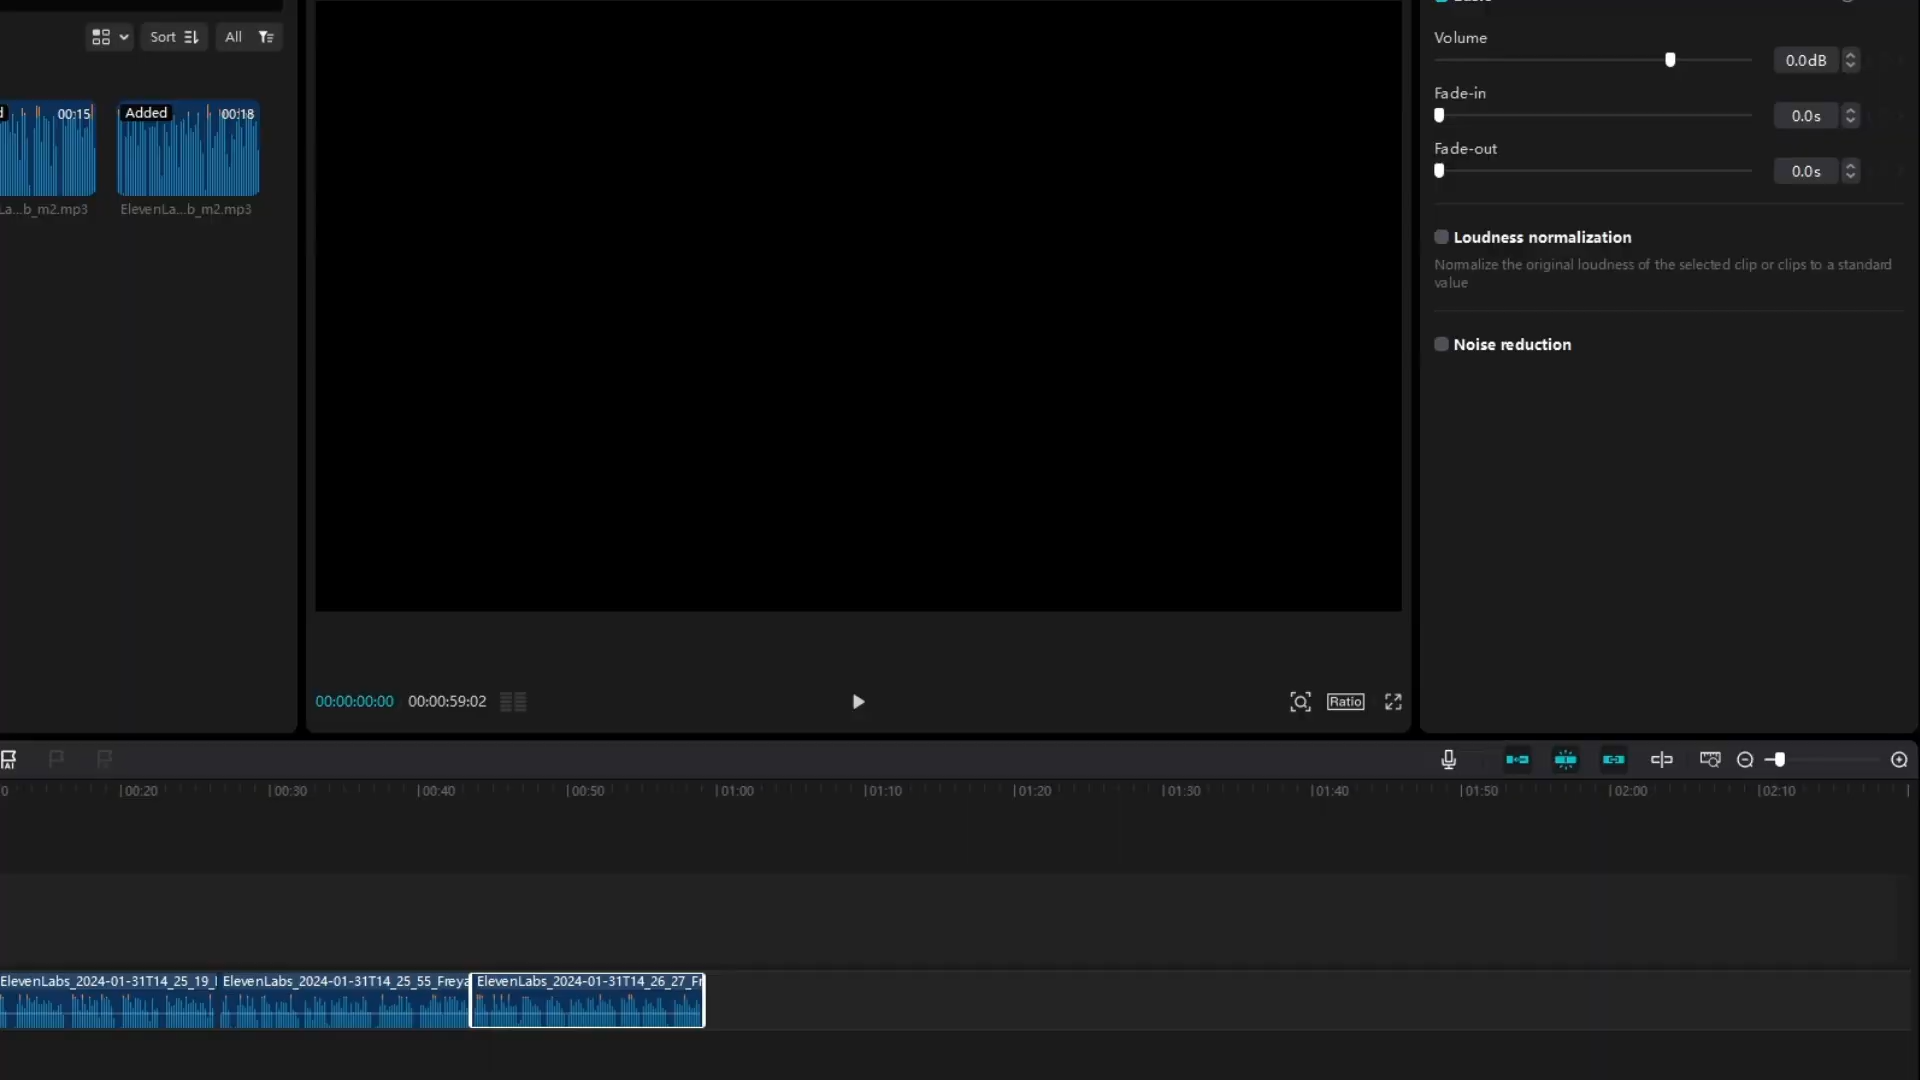 Sort
All
Volume
0.0dB
Fade-in
0.0s
Fade-out
0.0s
00:15
Added
00:18
La...b_m2.mp3
ElevenLa...b_m2.mp3
Loudness normalization
Normalize the original loudness of the selected clip or clips to a standard
value
Noise reduction
00:00:00:00
00:00:59:02
Ratio
AI
0
00:20
00:30
00:40
00:50
01:00
01:10
01:20
01:30
01:40
01:50
02:00
02:10
ElevenLabs_2024-01-31T14_25_19_
ElevenLabs_2024-01-31T14_25_55_Freya
ElevenLabs_2024-01-31T14_26_27_Fr